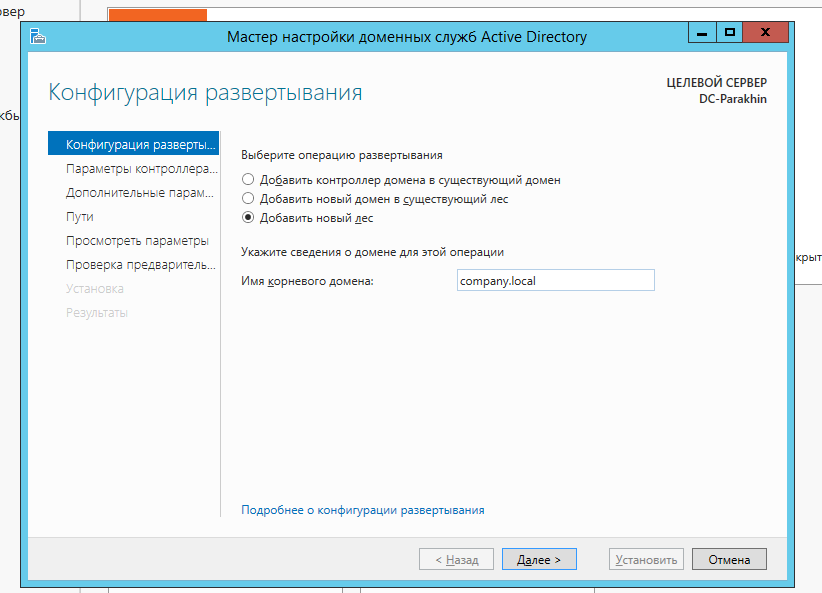 Мастер настройки доменных служб Active Directory
Конфигурация развертывания
ЦЕЛЕВОЙ СЕРВЕР
DC-Parakhin
Конфигурация разверты...
Параметры контроллера...
Дополнительные парам...
Пути
Просмотреть параметры
Проверка предваритель...
Установка
Результаты
Выберите операцию развертывания
Добавить контроллер домена в существующий домен
Добавить новый домен в существующий лес
Добавить новый лес
Укажите сведения о домене для этой операции
Имя корневого домена:
company.local
Подробнее о конфигурации развертывания
< Назад
Далее >
Установить
Отмена